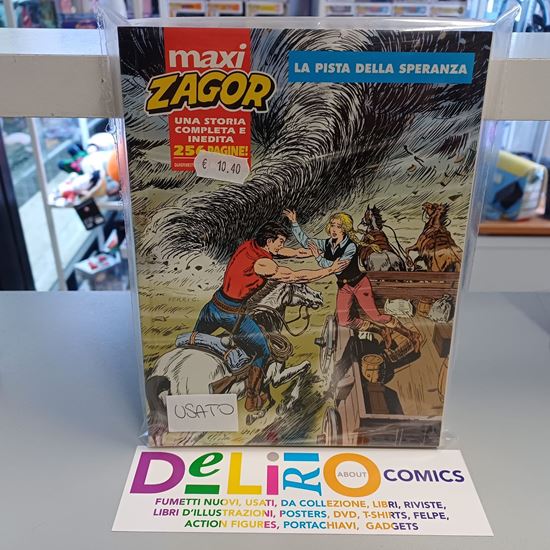 maxi
ZAGOR
LA PISTA DELLA SPERANZA
UNA STORIA
COMPLETA E
INEDITA
256 PAGINE!
€ 10,40
FERRI G.
USATO
DeLiRiO
ABOUT
COMICS
FUMETTI NUOVI, USATI, DA COLLEZIONE, LIBRI, RIVISTE,
LIBRI D'ILLUSTRAZIONI, POSTERS, DVD, T-SHIRTS, FELPE,
ACTION FIGURES, PORTACHIAVI, GADGETS